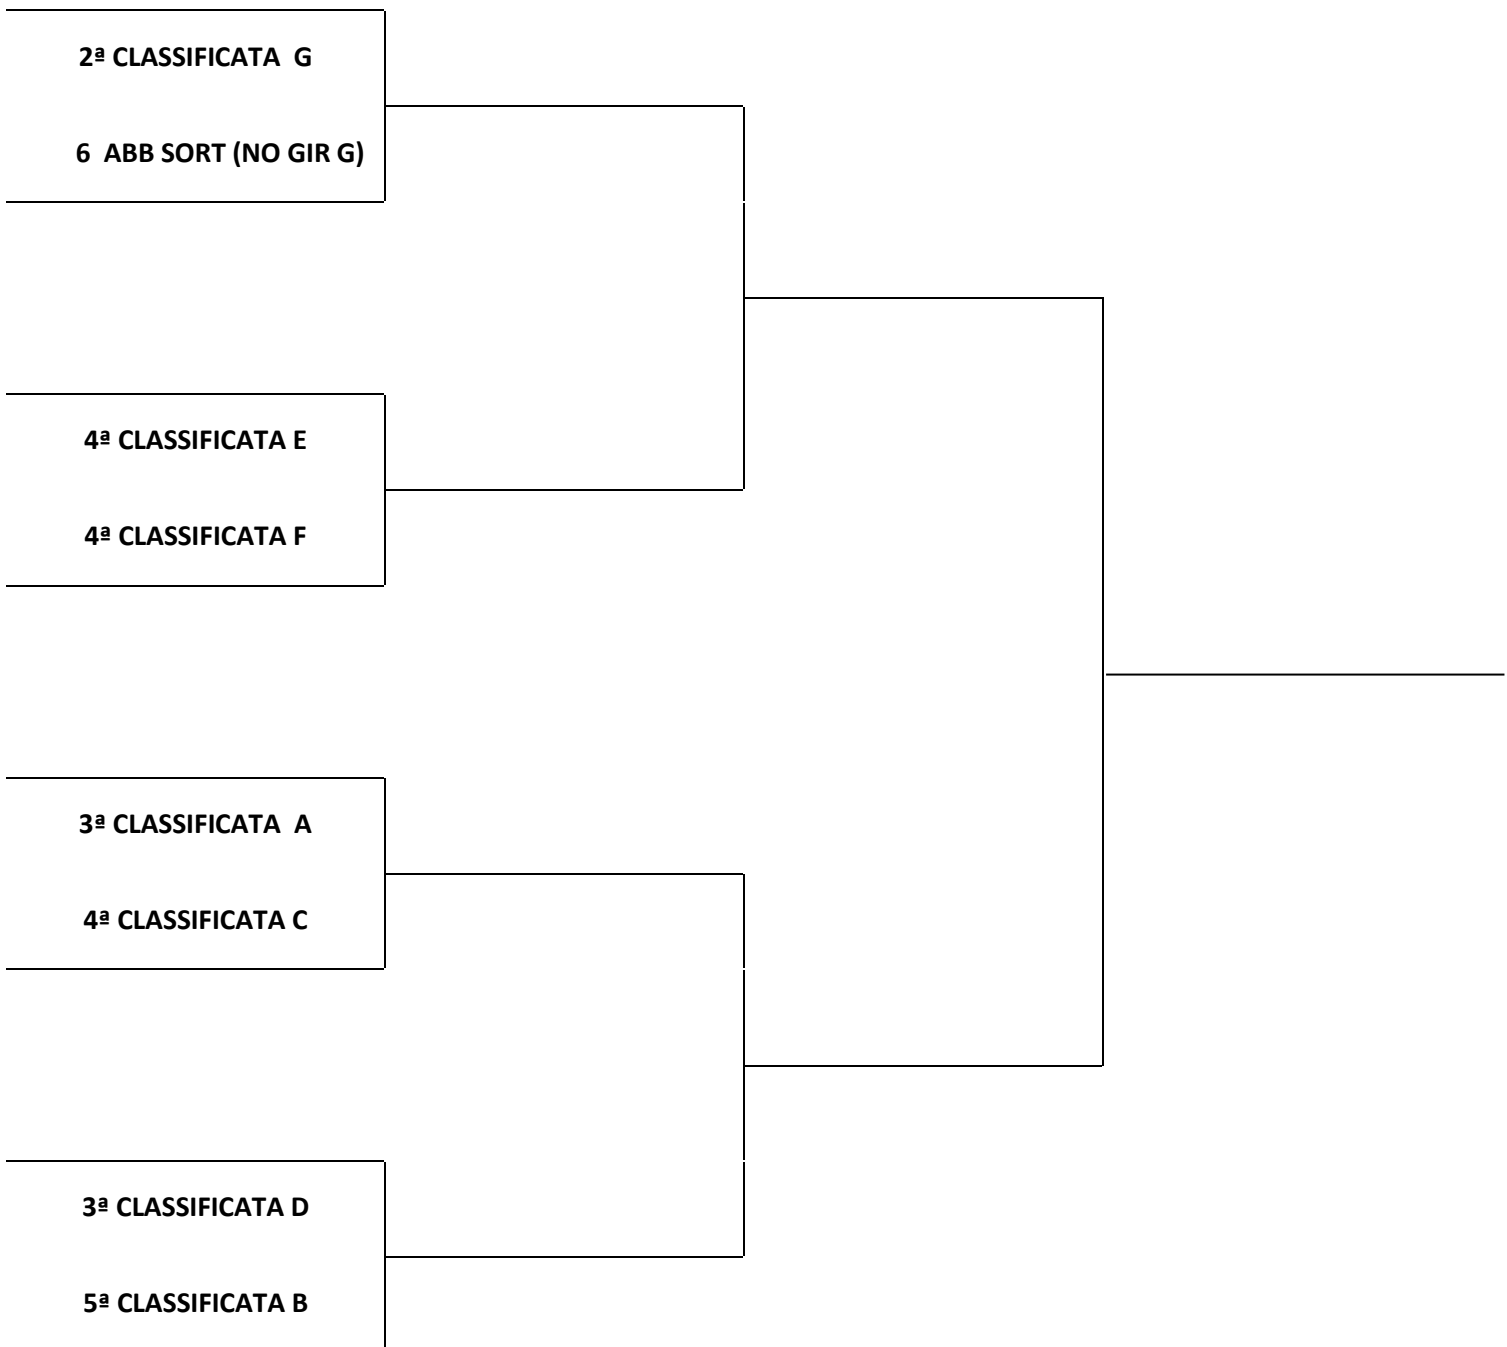 2ª CLASSIFICATA  G
6  ABB SORT (NO GIR G)
4ª CLASSIFICATA E
4ª CLASSIFICATA F
3ª CLASSIFICATA  A
4ª CLASSIFICATA C
3ª CLASSIFICATA D
5ª CLASSIFICATA B